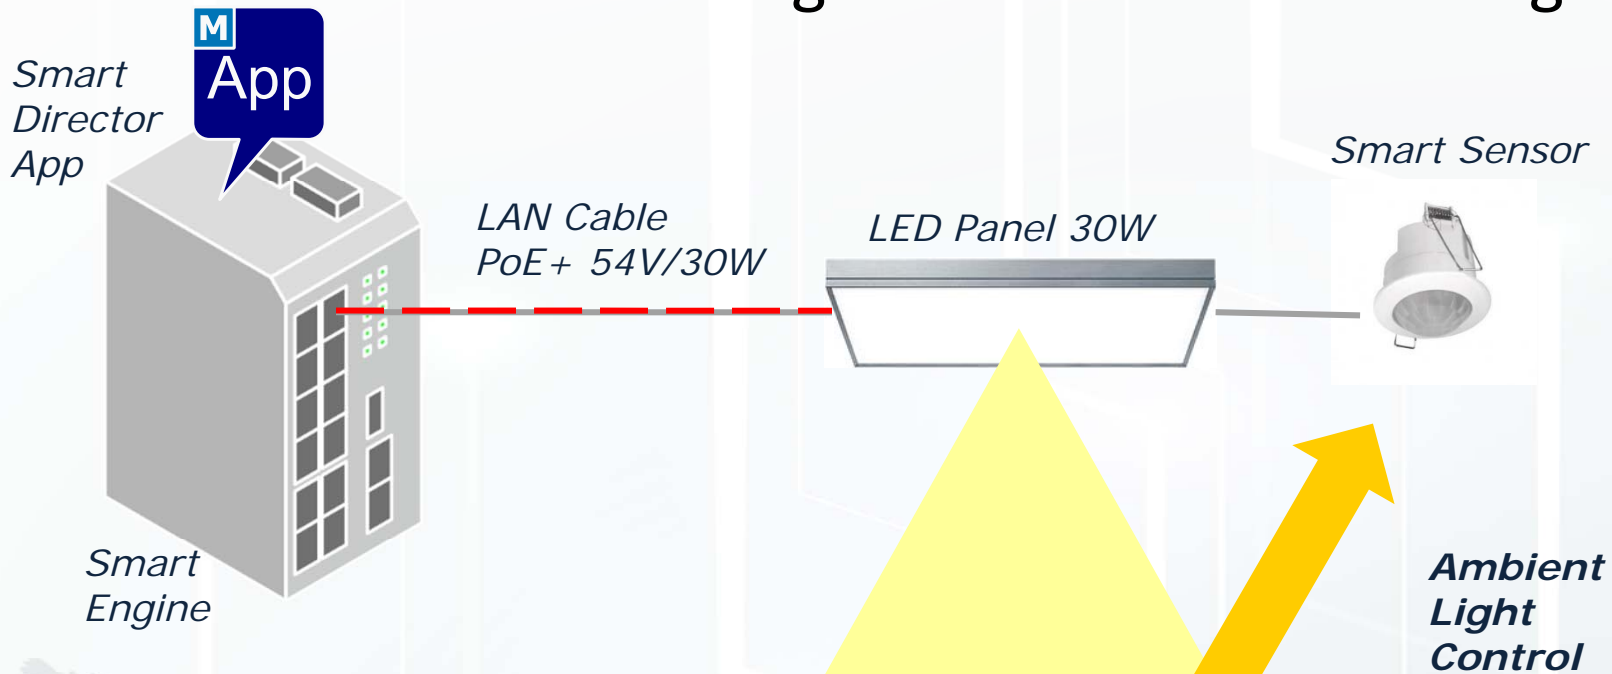 M
App
Smart
Director
App
Smart Sensor
LAN Cable
PoE+ 54V/30W
LED Panel 30W
Smart
Engine
Ambient
Light
Control